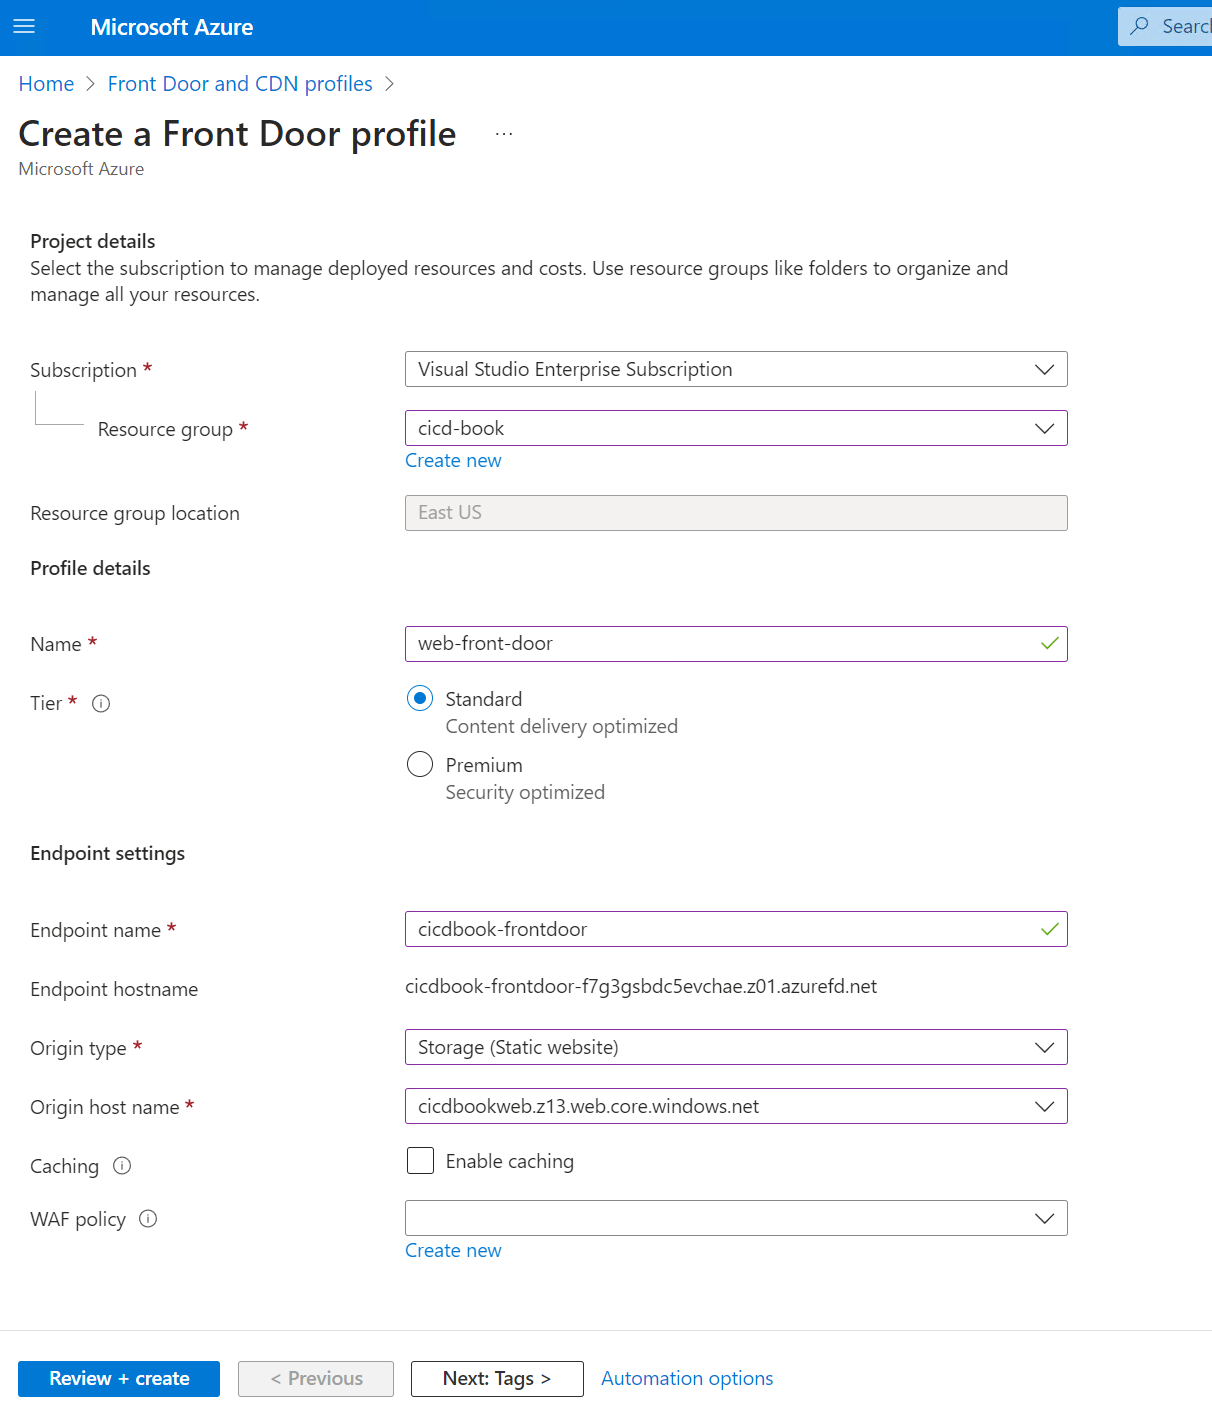 Microsoft Azure
Searc
Home > Front Door and CDN profiles >
Create a Front Door profile ...
Microsoft Azure
Project details
Select the subscription to manage deployed resources and costs. Use resource groups like folders to organize and
manage all your resources.
Subscription *
Visual Studio Enterprise Subscription
Resource group *
cicd-book
Create new
Resource group location
East US
Profile details
Name *
web-front-door
Tier *
Standard
Content delivery optimized
Premium
Security optimized
Endpoint settings
Endpoint name *
cicdbook-frontdoor
Endpoint hostname
cicdbook-frontdoor-f7g3gsbdc5evchae.z01.azurefd.net
Origin type *
Storage (Static website)
Origin host name *
cicdbookweb.z13.web.core.windows.net
Caching
Enable caching
WAF policy
Create new
Review + create
< Previous
Next: Tags >
Automation options